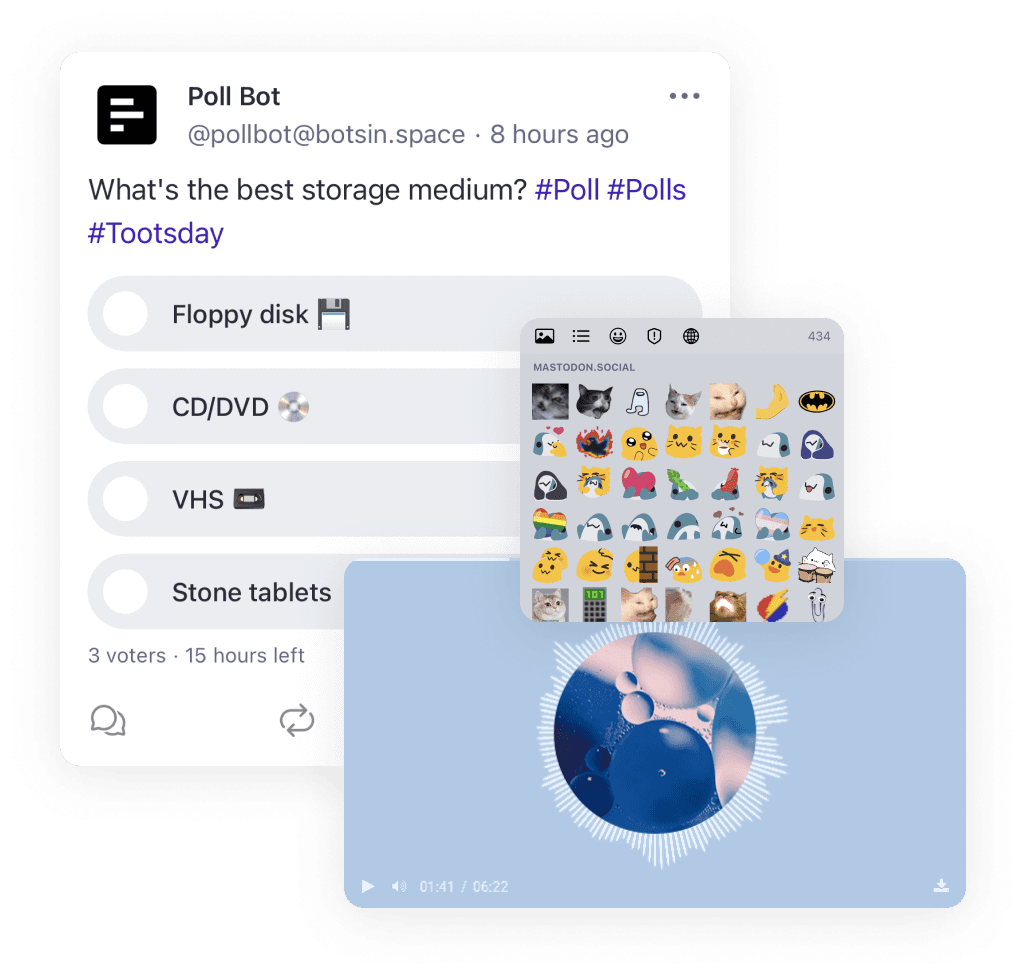 Poll Bot
@pollbot@botsin.space · 8 hours ago
What's the best storage medium? #Poll #Polls
#Tootsday
Floppy disk
CD/DVD
VHS
Stone tablets
3 voters · 15 hours left
434
MASTODON.SOCIAL
101
01:41 / 06:22